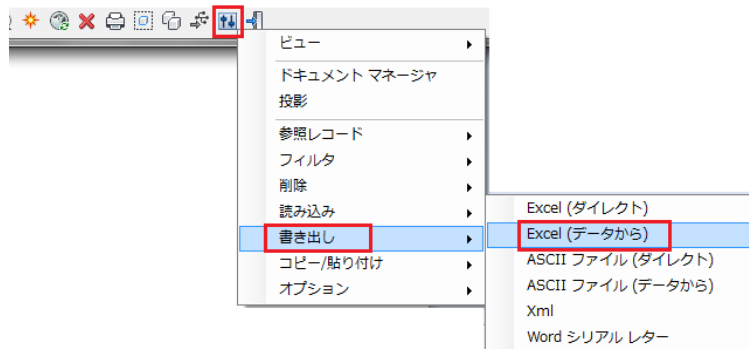 ビュー
ドキュメント マネージャ
投影
参照レコード
フィルタ
削除
読み込み
書き出し
コピー/貼り付け
オプション
Excel (ダイレクト)
Excel (データから)
ASCII ファイル (ダイレクト)
ASCII ファイル (データから)
Xml
Word シリアル レター